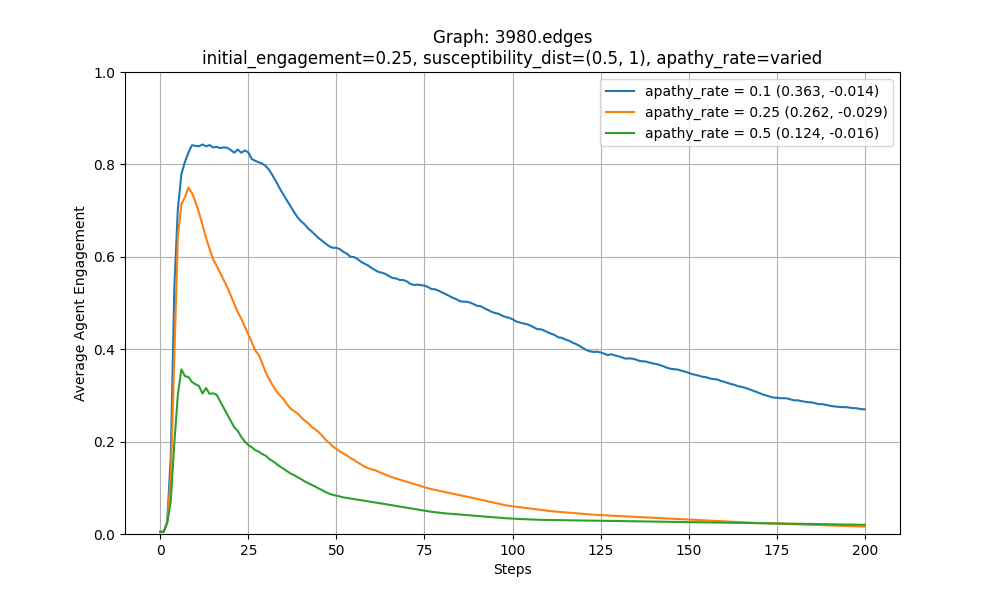 Graph: 3980.edges
initial_engagement=0.25, susceptibility_dist=(0.5, 1), apathy_rate=varied
apathy_rate = 0.1 (0.363, -0.014)
apathy_rate = 0.25 (0.262, -0.029)
apathy_rate = 0.5 (0.124, -0.016)
Average Agent Engagement
1.0
0.8
0.6
0.4
0.2
0.0
0 25 50 75 100 125 150 175 200
Steps